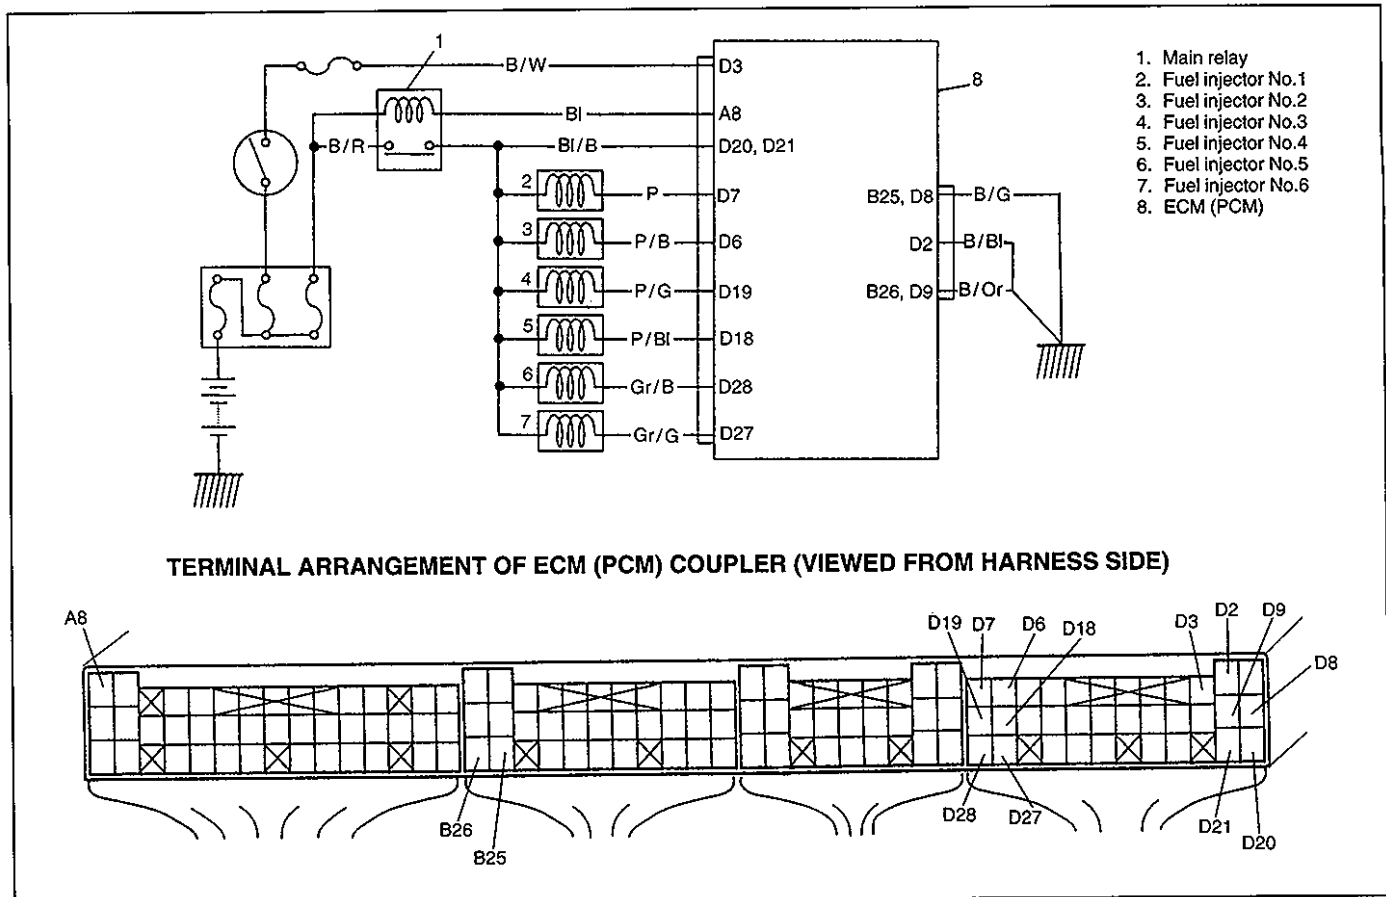 1
B/W
D3
Bl
A8
B/R
Bl/B
D20, D21
2
P
D7
3
P/B
D6
4
P/G
D19
5
P/Bl
D18
6
Gr/B
D28
7
Gr/G
D27
8
B25, D8
B/G
D2
B/Bl
B26, D9
B/Or
1. Main relay
2. Fuel injector No.1
3. Fuel injector No.2
4. Fuel injector No.3
5. Fuel injector No.4
6. Fuel injector No.5
7. Fuel injector No.6
8. ECM (PCM)
TERMINAL ARRANGEMENT OF ECM (PCM) COUPLER (VIEWED FROM HARNESS SIDE)
A8
D19
D7
D6
D18
D3
D2
D9
D8
B26
B25
D28
D27
D21
D20